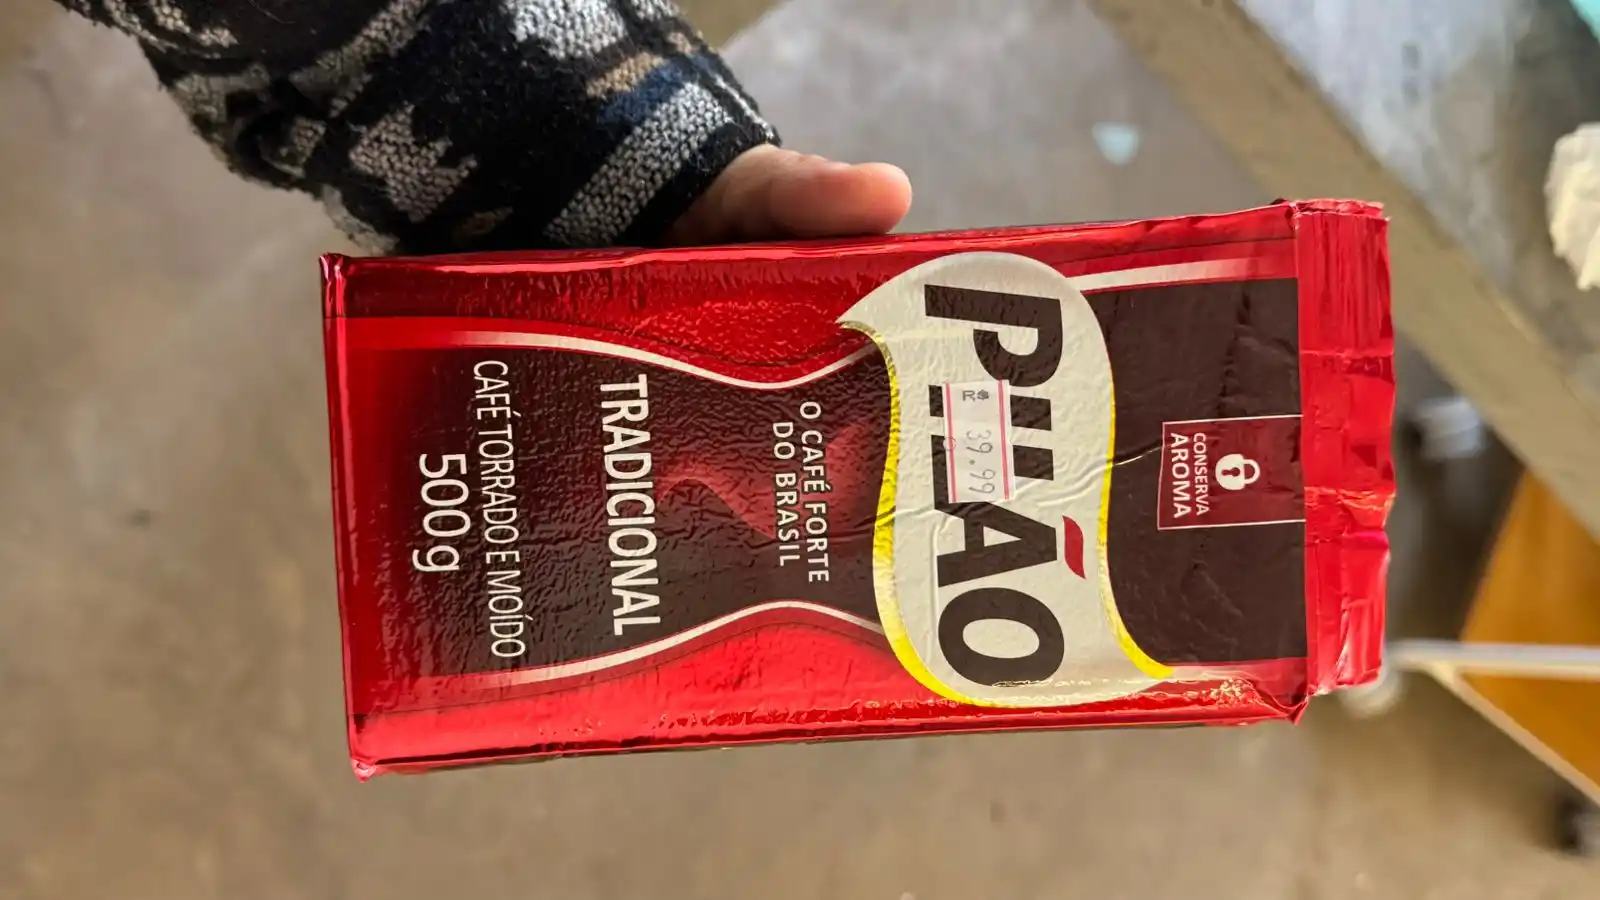 CONSERVA
AROMA
PILÃO
R$ 39.99
O CAFÉ FORTE
DO BRASIL
TRADICIONAL
CAFÉ TORRADO E MOÍDO
500g